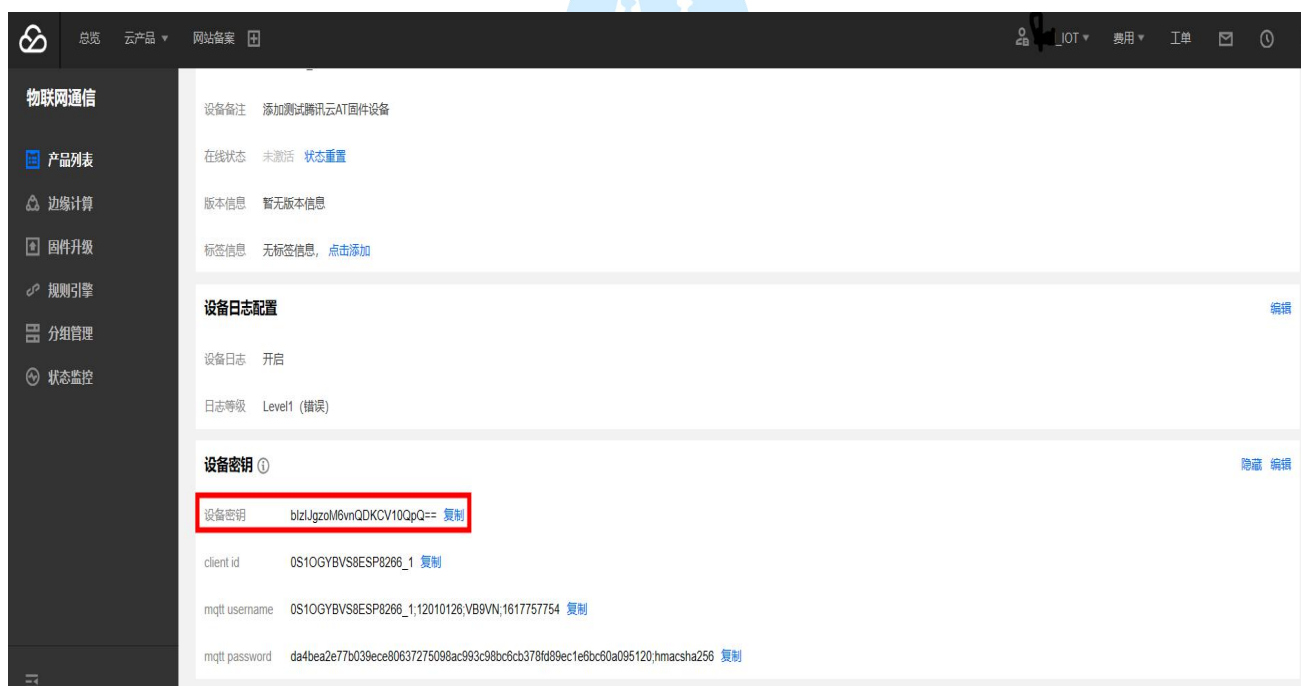 总览 云产品 网站备案 _IOT 费用 工单
物联网通信
产品列表
边缘计算
固件升级
规则引擎
分组管理
状态监控
设备备注 添加测试腾讯云AT固件设备
在线状态 未激活 状态重置
版本信息 暂无版本信息
标签信息 无标签信息，点击添加
设备日志配置 编辑
设备日志 开启
日志等级 Level1（错误）
设备密钥 隐藏 编辑
设备密钥 bIzIJgzoM6vnQDKCV10QpQ== 复制
client id 0S1OGYBVS8ESP8266_1 复制
mqtt username 0S1OGYBVS8ESP8266_1;12010126;VB9VN;1617757754 复制
mqtt password da4bea2e77b039ece80637275098ac993c98bc6cb378fd89ec1e6bc60a095120;hmacsha256 复制